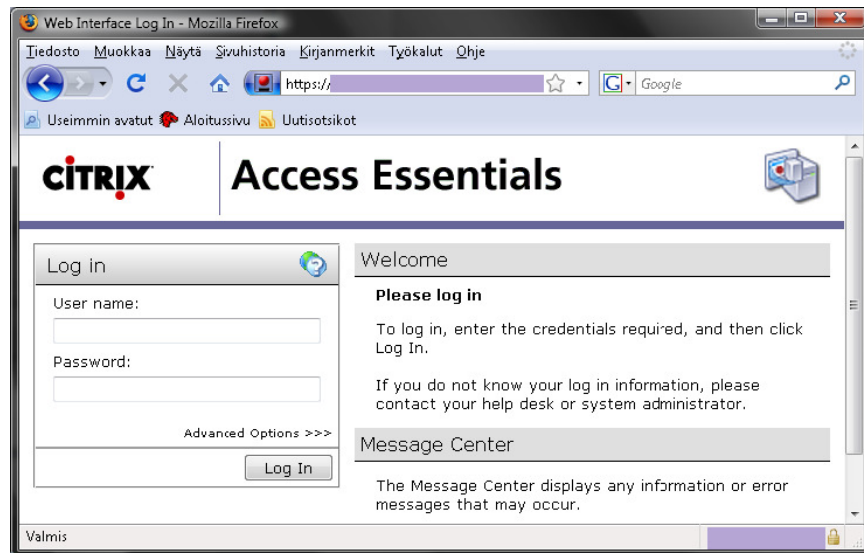 Web Interface Log In - Mozilla Firefox
Tiedosto Muokkaa Näytä Sivuhistoria Kirjanmerkit Työkalut Ohje
https:/ Google
Useimmin avatut Aloitussivu Uutisotsikot
CITRIX Access Essentials
Log in
User name:
Password:
Advanced Options >>>
Log In
Welcome
Please log in
To log in, enter the credentials required, and then click
Log In.
If you do not know your log in information, please
contact your help desk or system administrator.
Message Center
The Message Center displays any information or error
messages that may occur.
Valmis